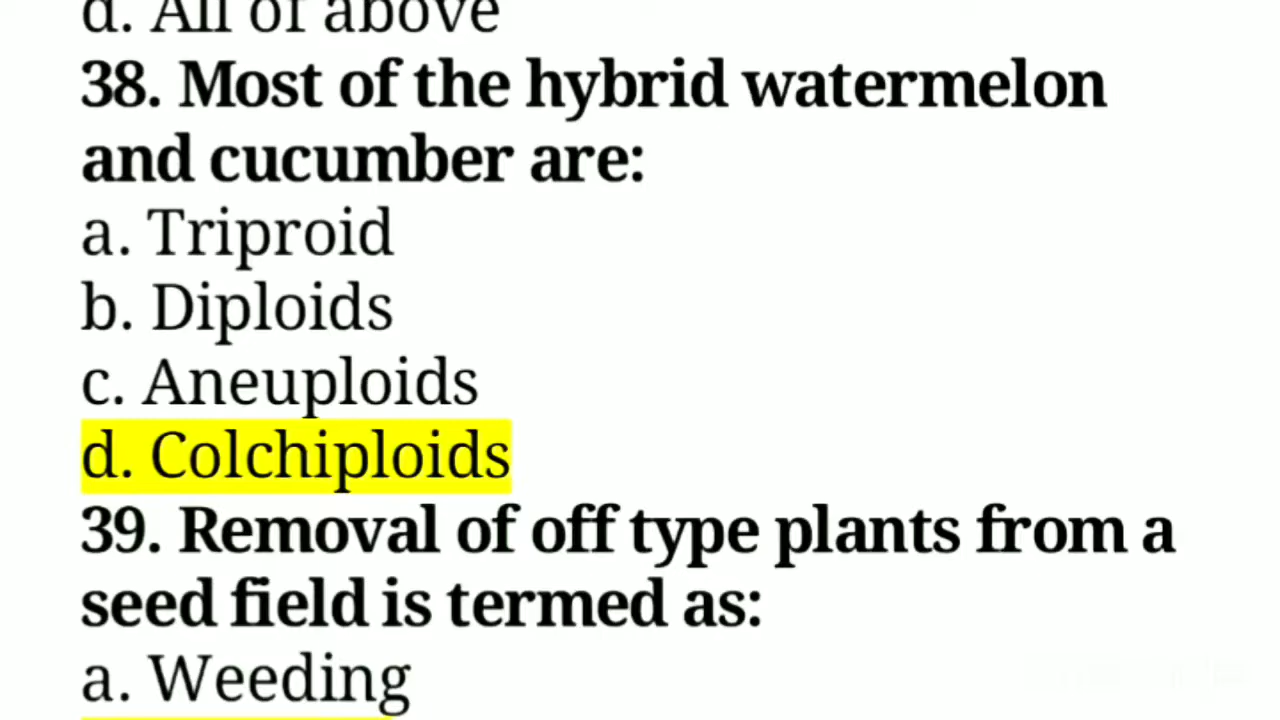 d. All of above
38. Most of the hybrid watermelon
and cucumber are:
a. Triproid
b. Diploids
c. Aneuploids
d. Colchiploids
39. Removal of off type plants from a
seed field is termed as:
a. Weeding